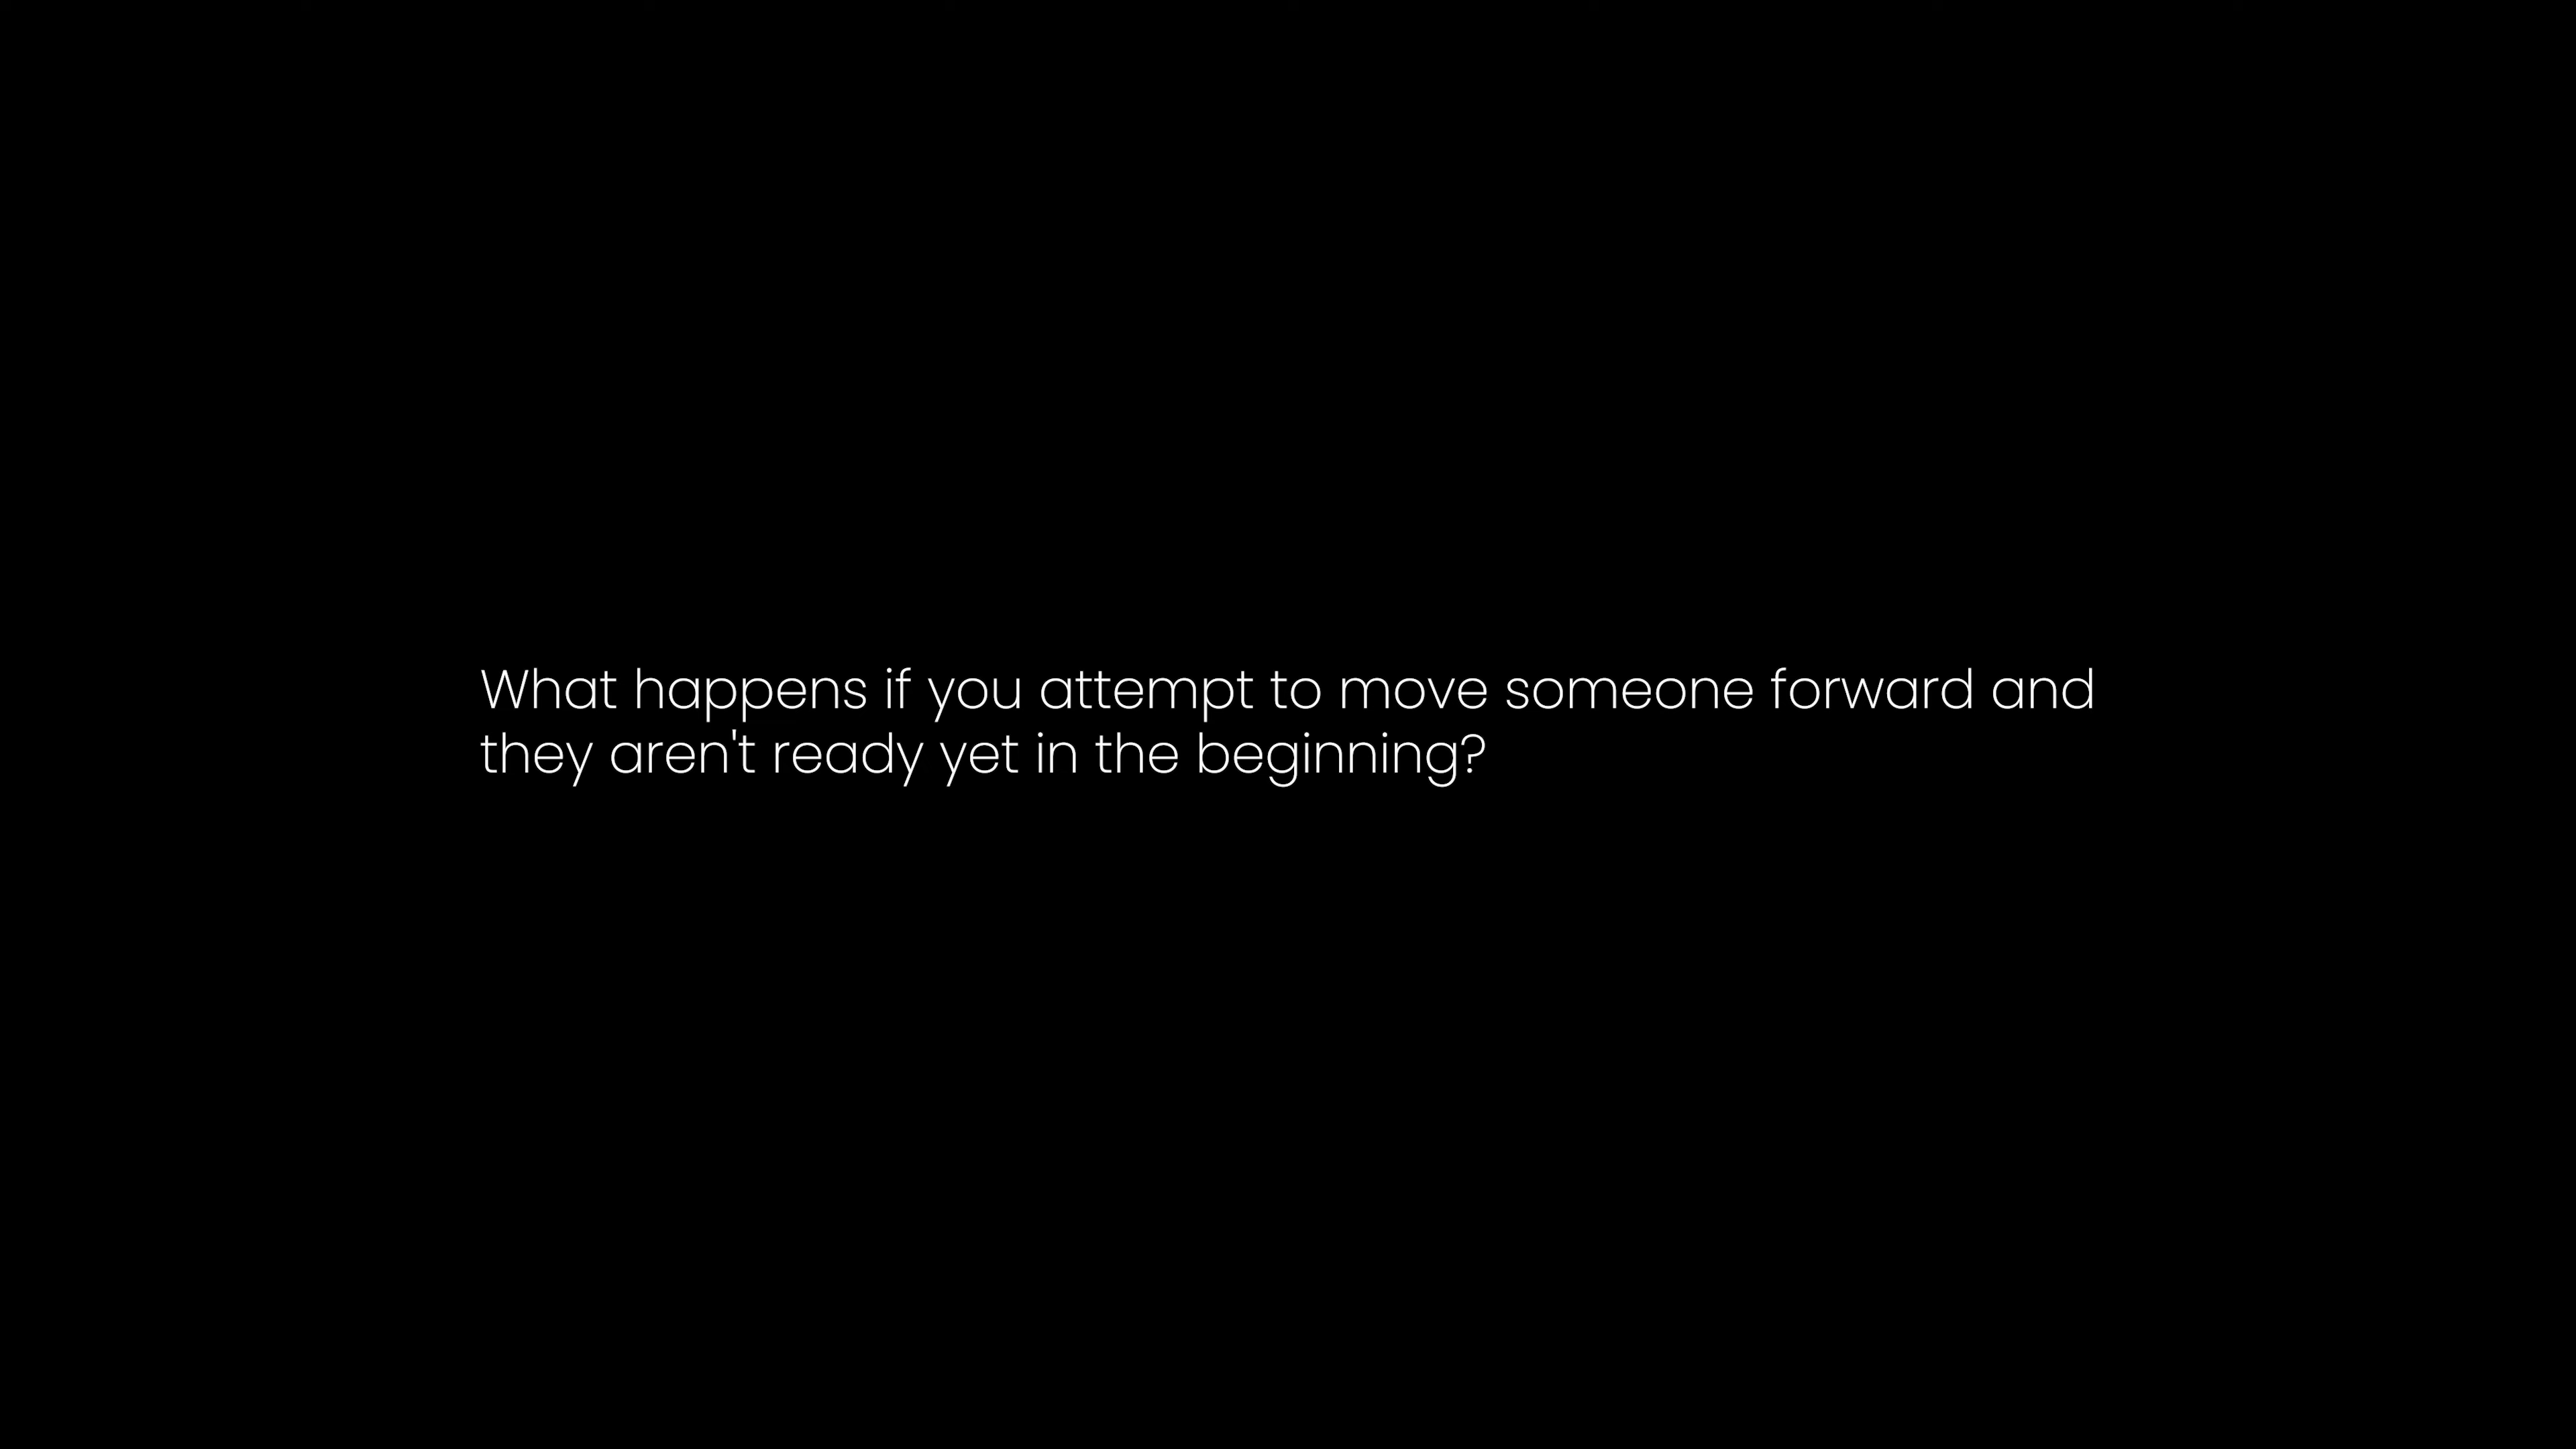 What happens if you attempt to move someone forward and
they aren't ready yet in the beginning?